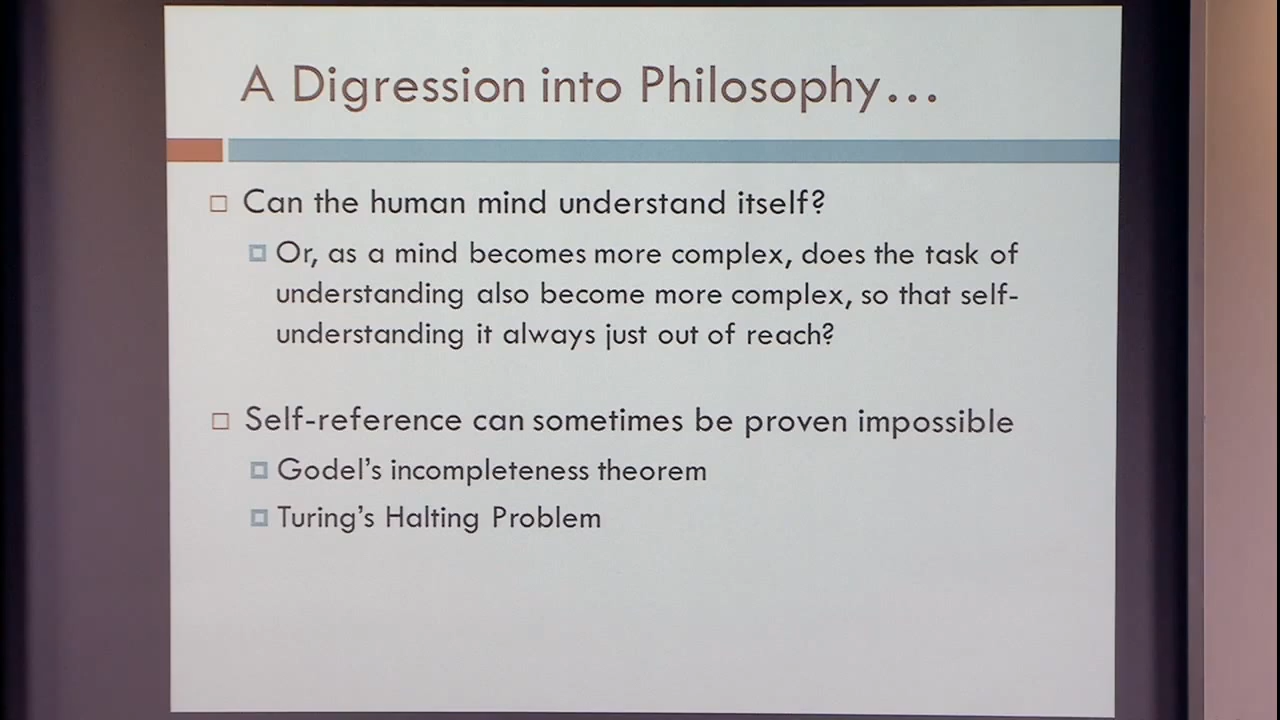 A Digression into Philosophy...
Can the human mind understand itself?
Or, as a mind becomes more complex, does the task of
understanding also become more complex, so that self-
understanding it always just out of reach?
Self-reference can sometimes be proven impossible
Godel's incompleteness theorem
Turing's Halting Problem